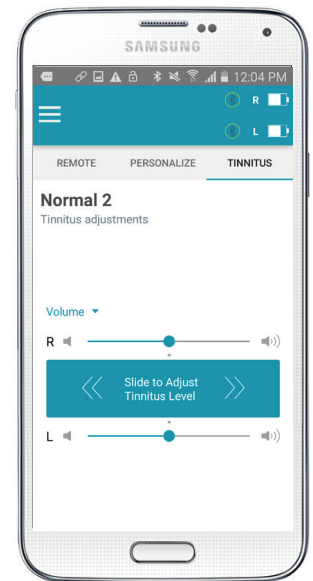 SAMSUNG
12:04 PM
R
L
REMOTE PERSONALIZE TINNITUS
Normal 2
Tinnitus adjustments
Volume
R
Slide to Adjust
Tinnitus Level
L